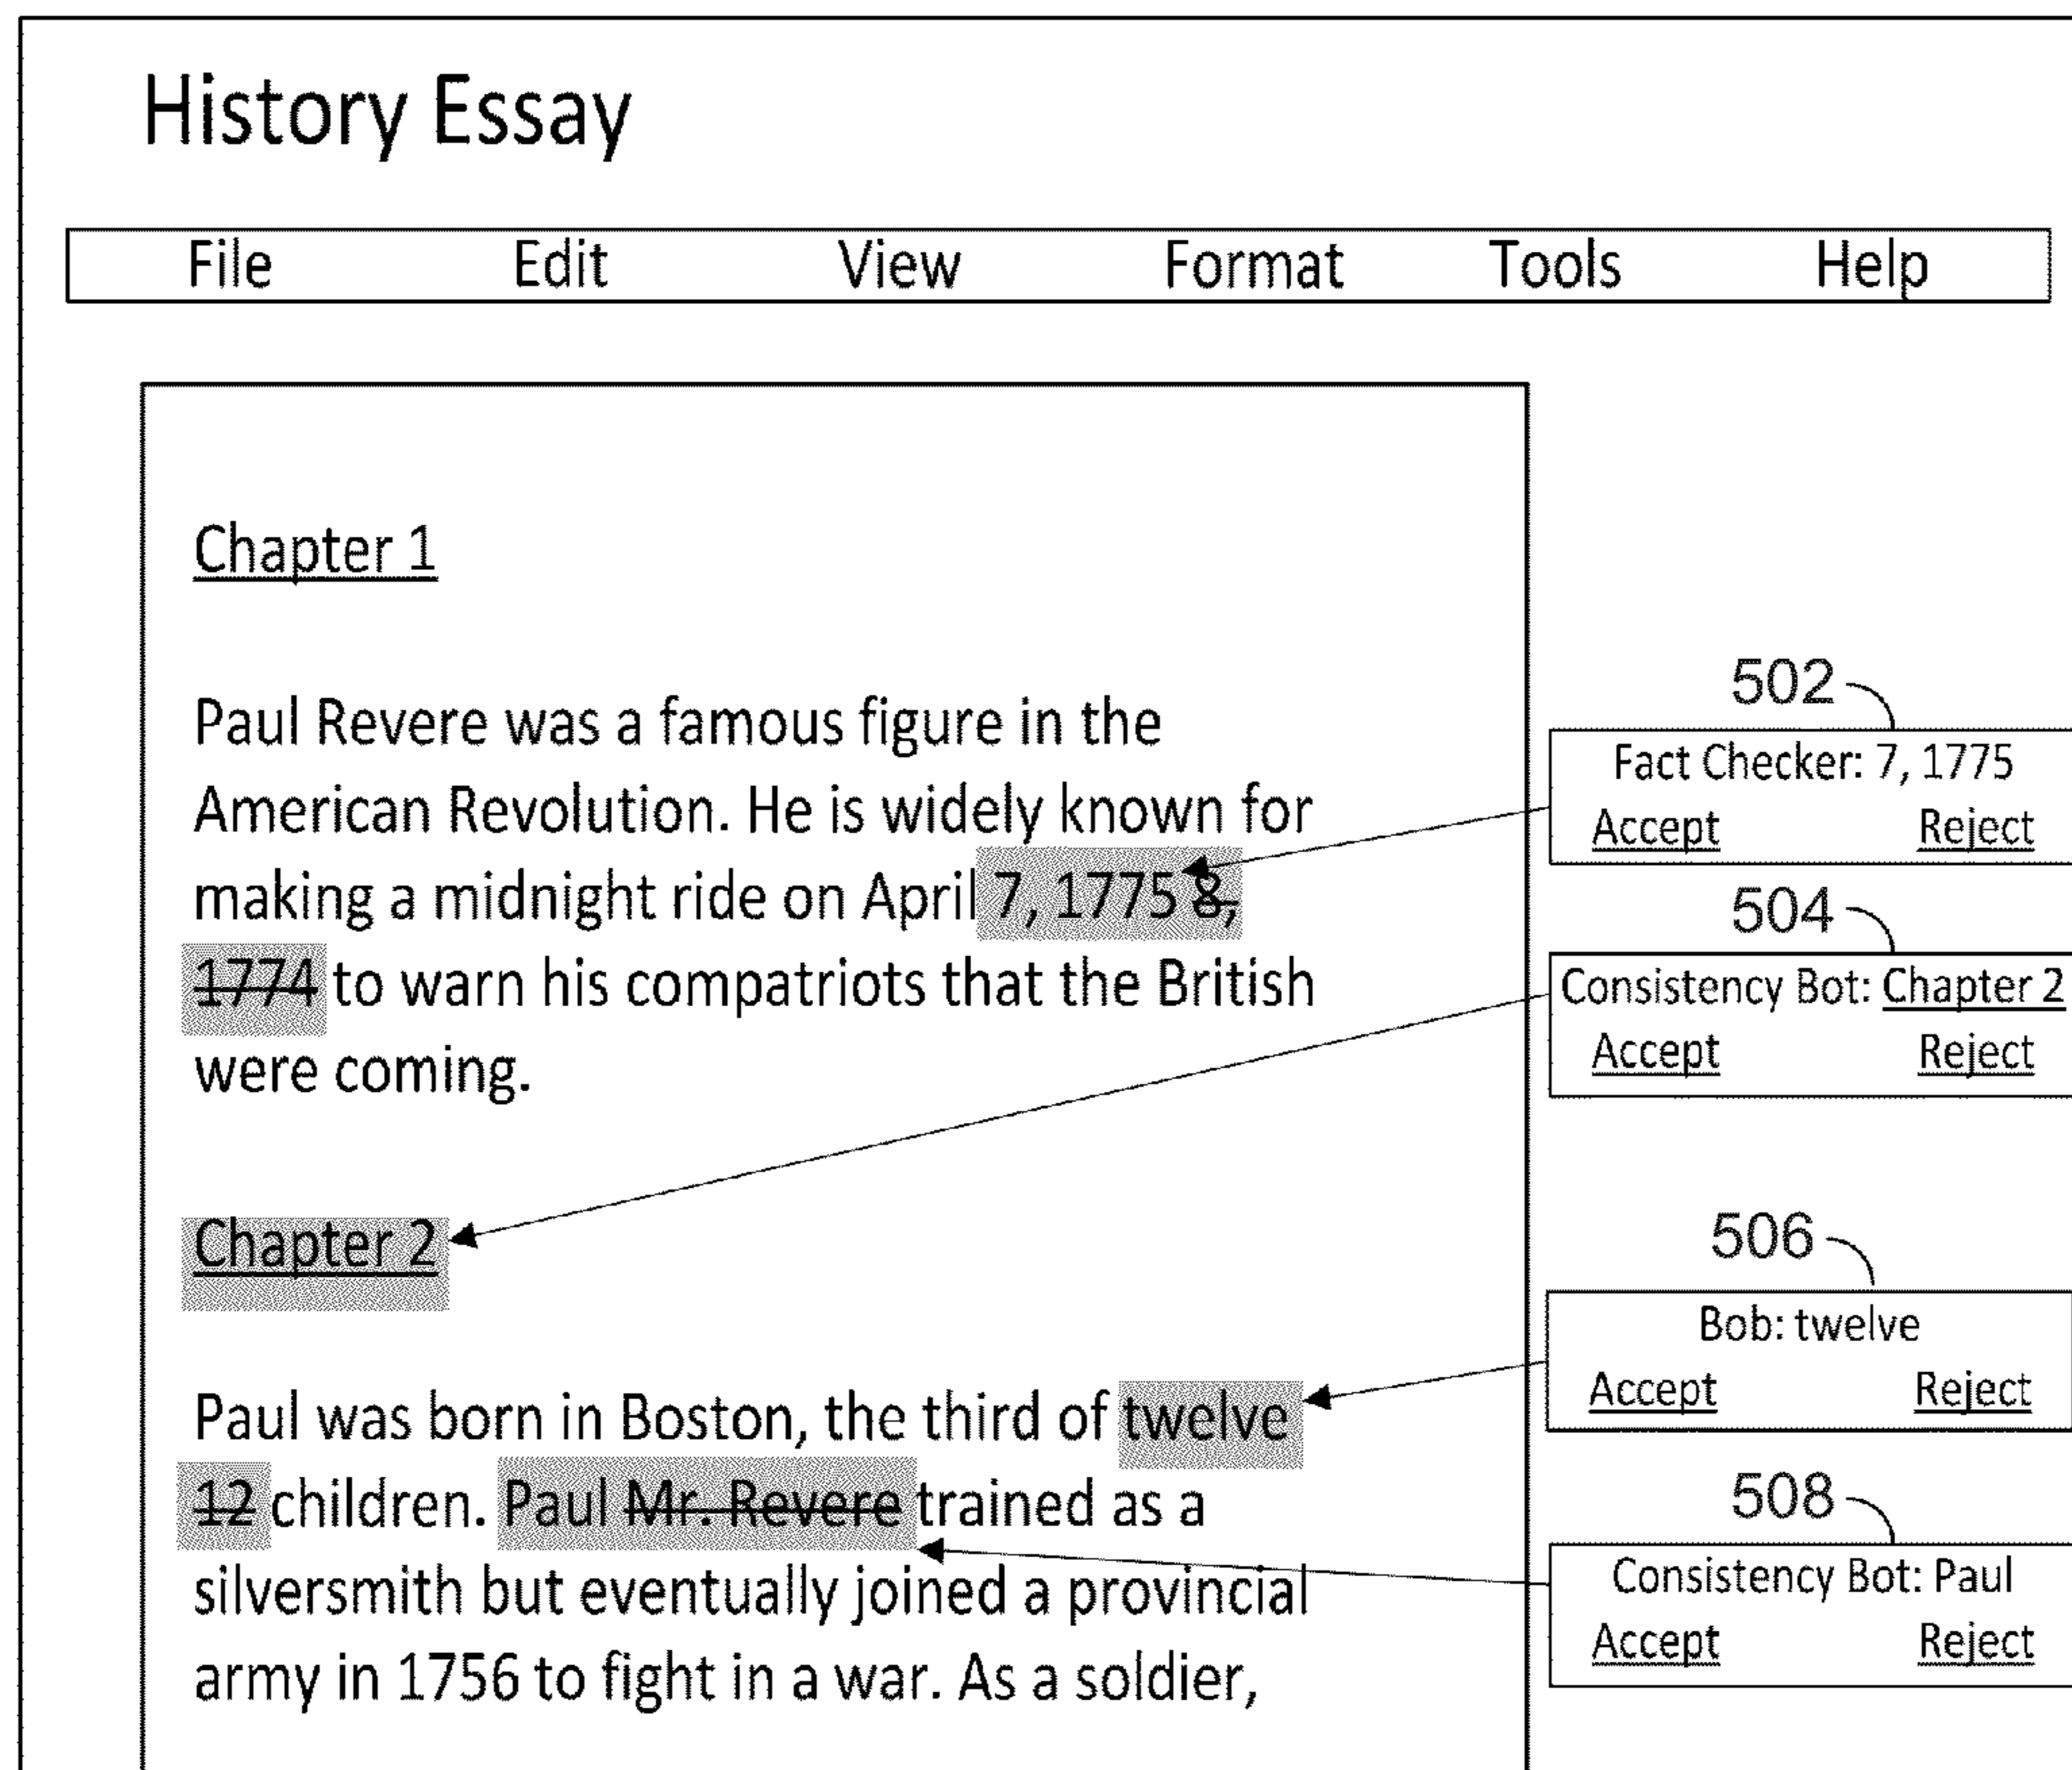 History Essay
File Edit View Format Tools Help
Chapter 1
Paul Revere was a famous figure in the
American Revolution. He is widely known for
making a midnight ride on April 7, 1775 8,
1774 to warn his compatriots that the British
were coming.
Chapter 2
Paul was born in Boston, the third of twelve
12 children. Paul Mr. Revere trained as a
silversmith but eventually joined a provincial
army in 1756 to fight in a war. As a soldier,
502
Fact Checker: 7, 1775
Accept Reject
504
Consistency Bot: Chapter 2
Accept Reject
506
Bob: twelve
Accept Reject
508
Consistency Bot: Paul
Accept Reject